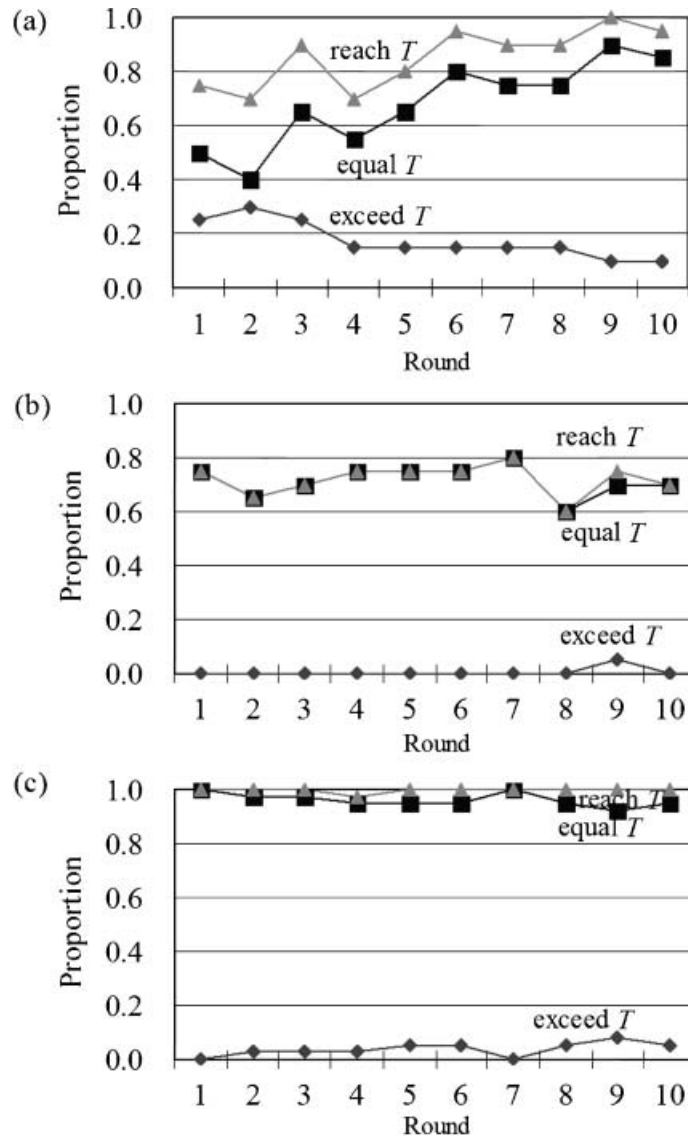 (a)
1.0
0.8
0.6
0.4
0.2
0.0
Proportion
reach T
equal T
exceed T
1 2 3 4 5 6 7 8 9 10
Round
(b)
1.0
0.8
0.6
0.4
0.2
0.0
Proportion
reach T
equal T
exceed T
1 2 3 4 5 6 7 8 9 10
Round
(c)
1.0
0.8
0.6
0.4
0.2
0.0
Proportion
reach T
equal T
exceed T
1 2 3 4 5 6 7 8 9 10
Round